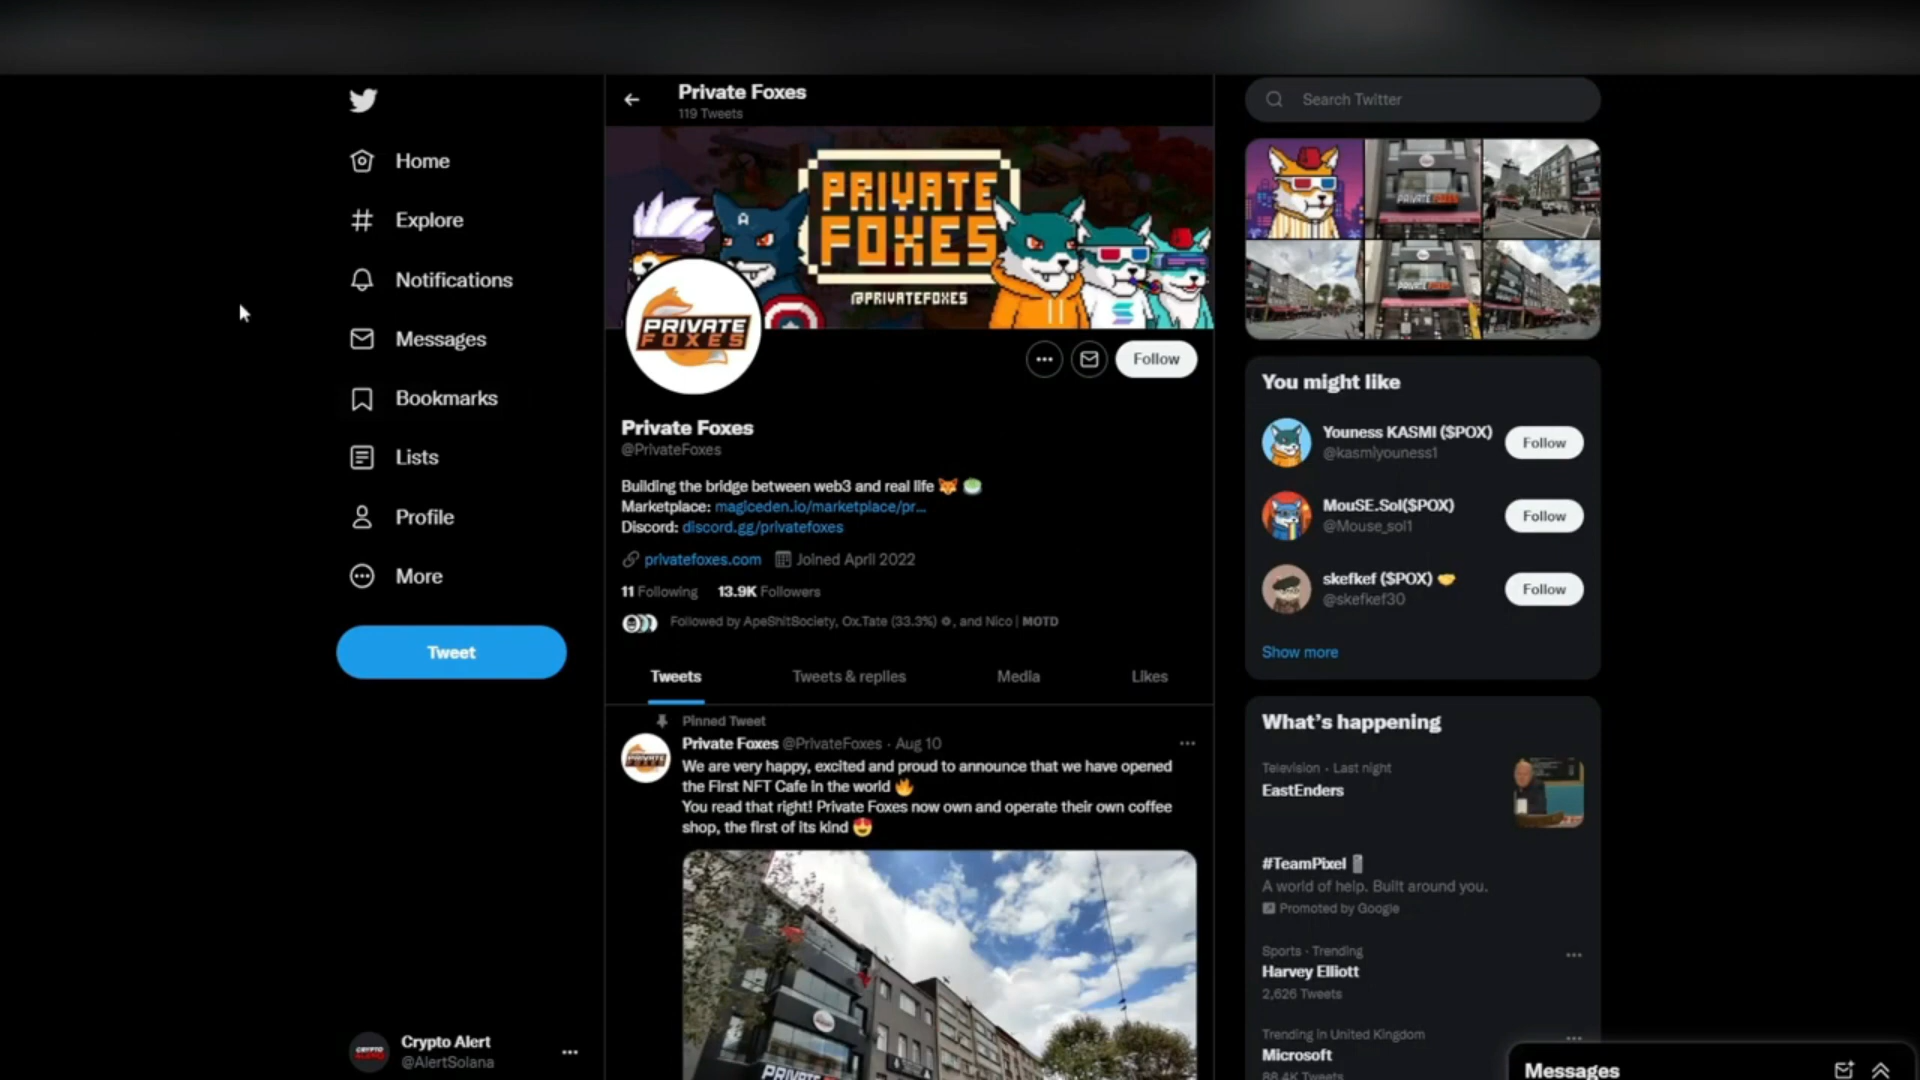 Home
Explore
Notifications
Messages
Bookmarks
Lists
Profile
More
Tweet
Crypto Alert
@AlertSolana
Private Foxes
119 Tweets
PRIVATE
FOXES
@PRIVATEFOXES
PRIVATE
FOXES
Follow
Private Foxes
@PrivateFoxes
Building the bridge between web3 and real life
Marketplace: magiceden.io/marketplace/pr...
Discord: discord.gg/privatefoxes
privatefoxes.com Joined April 2022
11 Following 13.9K Followers
Followed by ApeShitSociety, Ox.Tate (33.3%) , and Nico | MOTD
Tweets Tweets & replies Media Likes
Pinned Tweet
Private Foxes @PrivateFoxes · Aug 10
We are very happy, excited and proud to announce that we have opened
the First NFT Cafe in the world
You read that right! Private Foxes now own and operate their own coffee
shop, the first of its kind
PRIVATE
Search Twitter
PRIVATE FOXES
PRIVATE FOXES
You might like
Youness KASMI ($POX)
@kasmiyouness1
Follow
MouSE.Sol($POX)
@Mouse_sol1
Follow
skefkef ($POX)
@skefkef30
Follow
Show more
What's happening
Television · Last night
EastEnders
#TeamPixel
A world of help. Built around you.
Promoted by Google
Sports · Trending
Harvey Elliott
2,626 Tweets
Trending in United Kingdom
Microsoft
88.4K Tweets
Messages